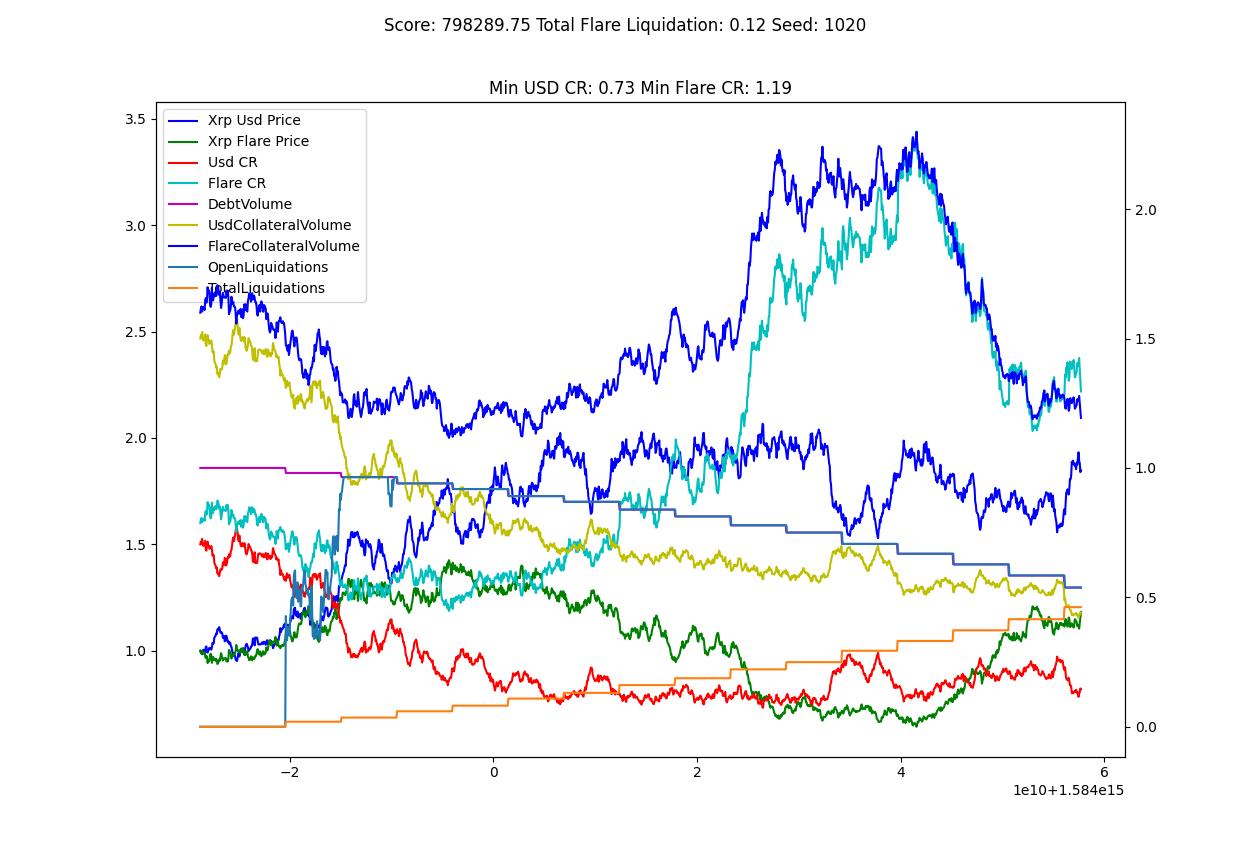 Score: 798289.75 Total Flare Liquidation: 0.12 Seed: 1020
Min USD CR: 0.73 Min Flare CR: 1.19
Xrp Usd Price
Xrp Flare Price
Usd CR
Flare CR
DebtVolume
UsdCollateralVolume
FlareCollateralVolume
OpenLiquidations
TotalLiquidations
3.5
3.0
2.5
2.0
1.5
1.0
2.0
1.5
1.0
0.5
0.0
−2 0 2 4 6
1e10+1.584e15